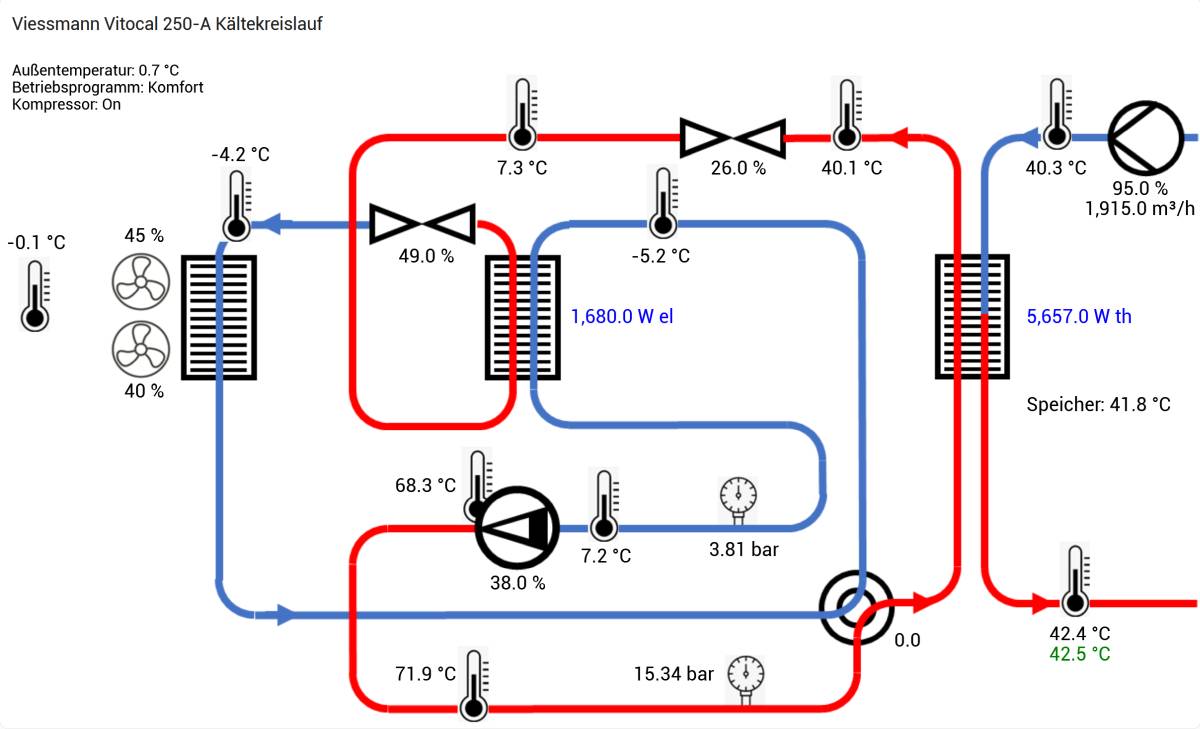 Viessmann Vitocal 250-A Kältekreislauf
Außentemperatur: 0.7 °C
Betriebsprogramm: Komfort
Kompressor: On
-4.2 °C
7.3 °C
26.0 %
40.1 °C
40.3 °C
95.0 %
1,915.0 m³/h
-0.1 °C
45 %
49.0 %
-5.2 °C
1,680.0 W el
5,657.0 W th
40 %
Speicher: 41.8 °C
68.3 °C
7.2 °C
3.81 bar
38.0 %
0.0
42.4 °C
42.5 °C
71.9 °C
15.34 bar